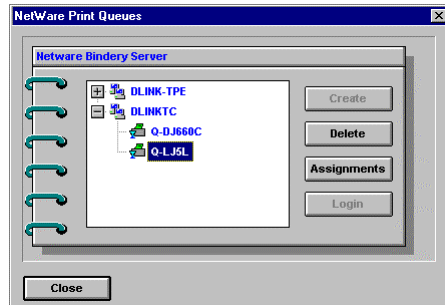 NetWare Print Queues
Netware Bindery Server
DLINK-TPE
DLINKTC
Q-DJ660C
Q-LJ5L
Create
Delete
Assignments
Login
Close